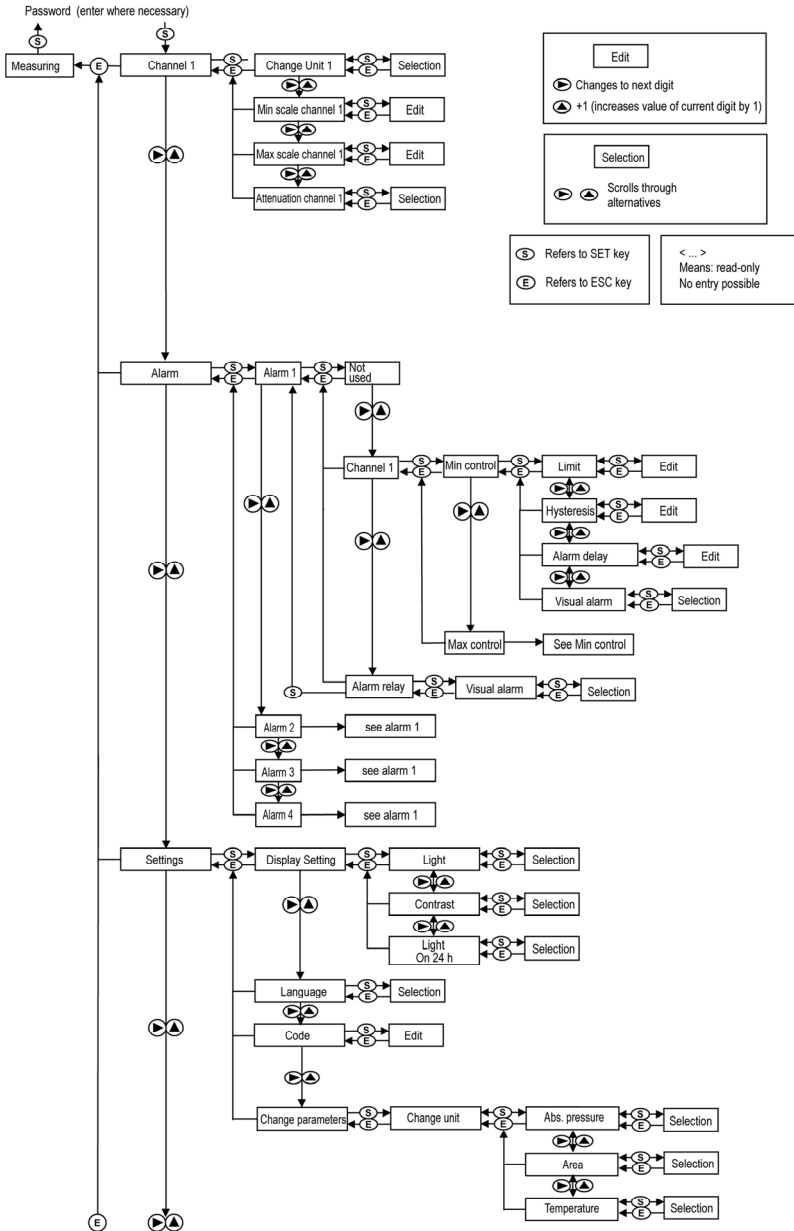 Password (enter where necessary)
S
S
Measuring
E
Channel 1
S
E
Change Unit 1
S
E
Selection
Min scale channel 1
S
E
Edit
Max scale channel 1
S
E
Edit
Attenuation channel 1
S
E
Selection
Edit
Changes to next digit
+1 (increases value of current digit by 1)
Selection
Scrolls through
alternatives
S Refers to SET key
E Refers to ESC key
< ... >
Means: read-only
No entry possible
Alarm
S
E
Alarm 1
S
E
Not
used
Channel 1
S
E
Min control
S
E
Limit
S
E
Edit
Hysteresis
S
E
Edit
Alarm delay
S
E
Edit
Visual alarm
S
E
Selection
Max control
See Min control
S
Alarm relay
S
E
Visual alarm
S
E
Selection
Alarm 2
see alarm 1
Alarm 3
see alarm 1
Alarm 4
see alarm 1
Settings
S
E
Display Setting
S
E
Light
S
E
Selection
Contrast
S
E
Selection
Light
On 24 h
S
E
Selection
Language
S
E
Selection
Code
S
E
Edit
Change parameters
S
E
Change unit
S
E
Abs. pressure
S
E
Selection
Area
S
E
Selection
Temperature
S
E
Selection
E